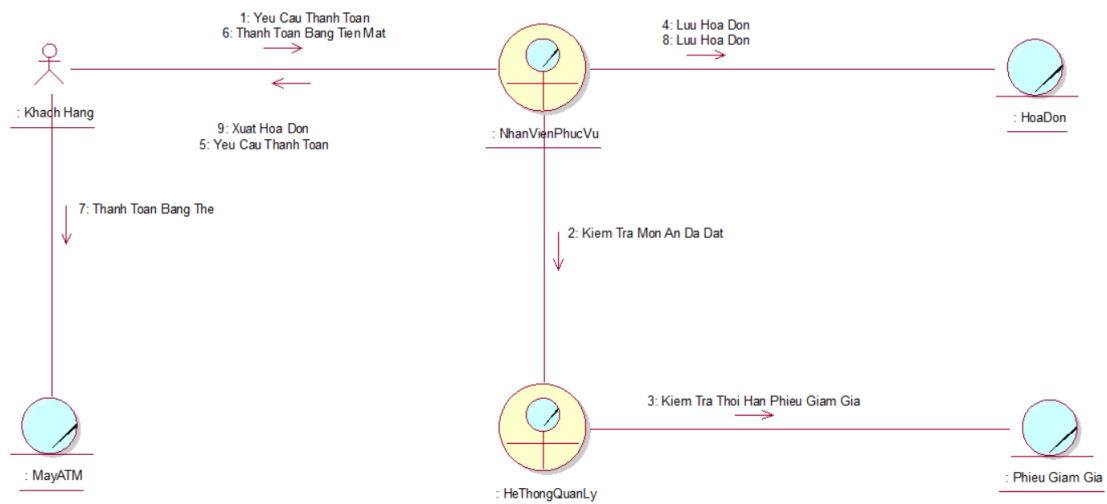 1: Yeu Cau Thanh Toan
6: Thanh Toan Bang Tien Mat
4: Luu Hoa Don
8: Luu Hoa Don
: Khach Hang
: NhanVienPhucVu
: HoaDon
9: Xuat Hoa Don
5: Yeu Cau Thanh Toan
7: Thanh Toan Bang The
2: Kiem Tra Mon An Da Dat
3: Kiem Tra Thoi Han Phieu Giam Gia
: MayATM
: HeThongQuanLy
: Phieu Giam Gia